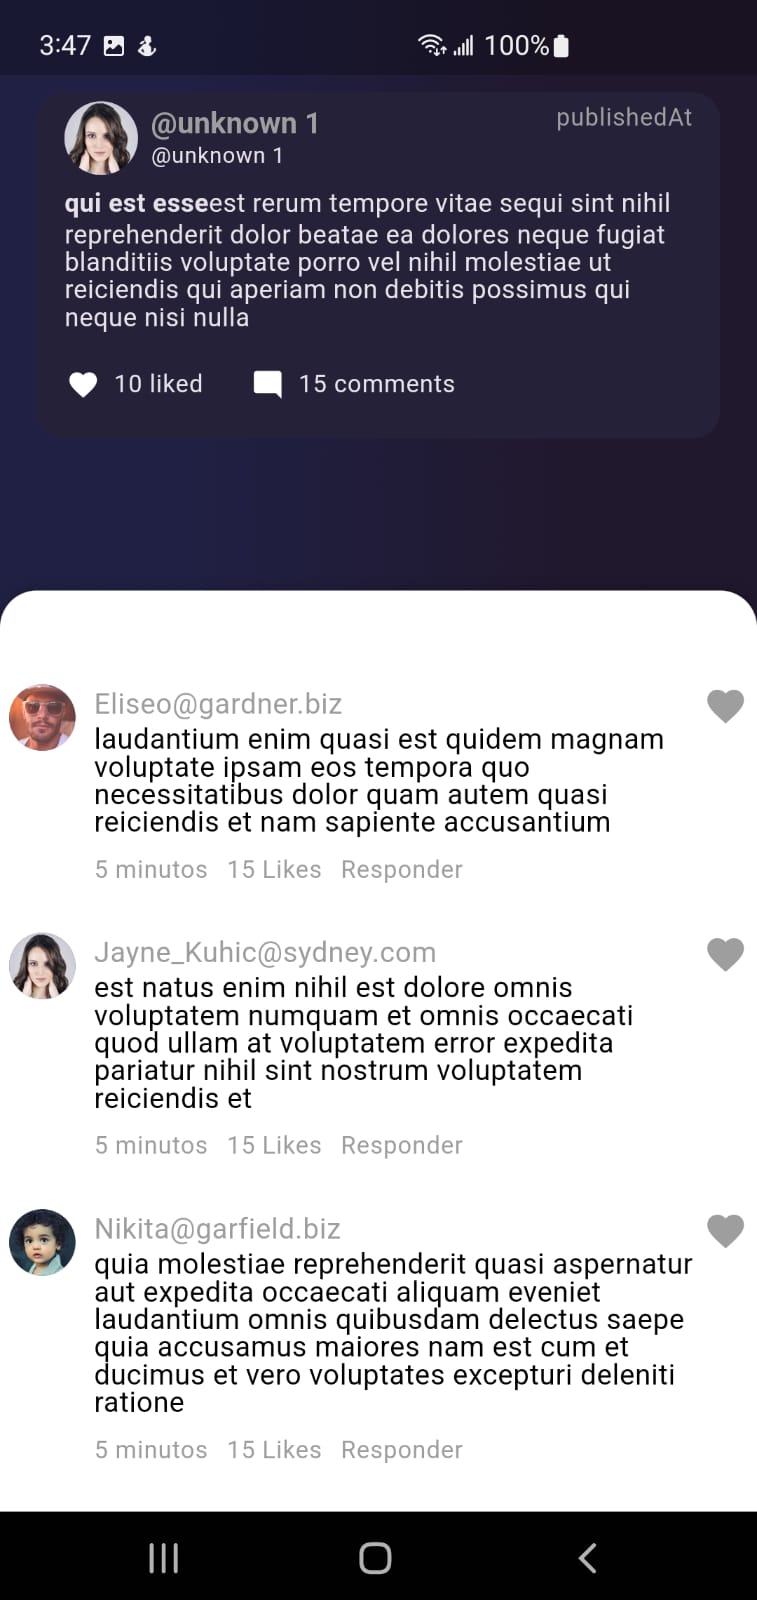 3:47 100%
@unknown 1 publishedAt
@unknown 1
qui est esseest rerum tempore vitae sequi sint nihil
reprehenderit dolor beatae ea dolores neque fugiat
blanditiis voluptate porro vel nihil molestiae ut
reiciendis qui aperiam non debitis possimus qui
neque nisi nulla
10 liked 15 comments
Eliseo@gardner.biz
laudantium enim quasi est quidem magnam
voluptate ipsam eos tempora quo
necessitatibus dolor quam autem quasi
reiciendis et nam sapiente accusantium
5 minutos 15 Likes Responder
Jayne_Kuhic@sydney.com
est natus enim nihil est dolore omnis
voluptatem numquam et omnis occaecati
quod ullam at voluptatem error expedita
pariatur nihil sint nostrum voluptatem
reiciendis et
5 minutos 15 Likes Responder
Nikita@garfield.biz
quia molestiae reprehenderit quasi aspernatur
aut expedita occaecati aliquam eveniet
laudantium omnis quibusdam delectus saepe
quia accusamus maiores nam est cum et
ducimus et vero voluptates excepturi deleniti
ratione
5 minutos 15 Likes Responder